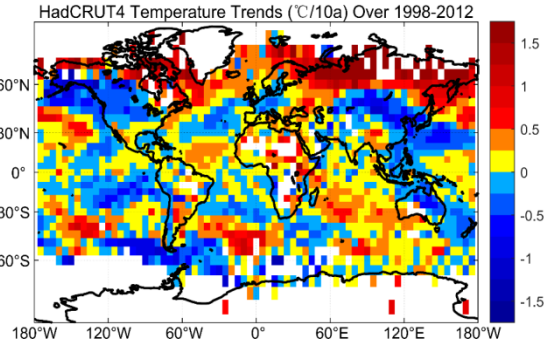 HadCRUT4 Temperature Trends (℃/10a) Over 1998-2012
60°N
30°N
0°
30°S
60°S
180°W
120°W
60°W
0°
60°E
120°E
180°W
1.5
1
0.5
0
-0.5
-1
-1.5